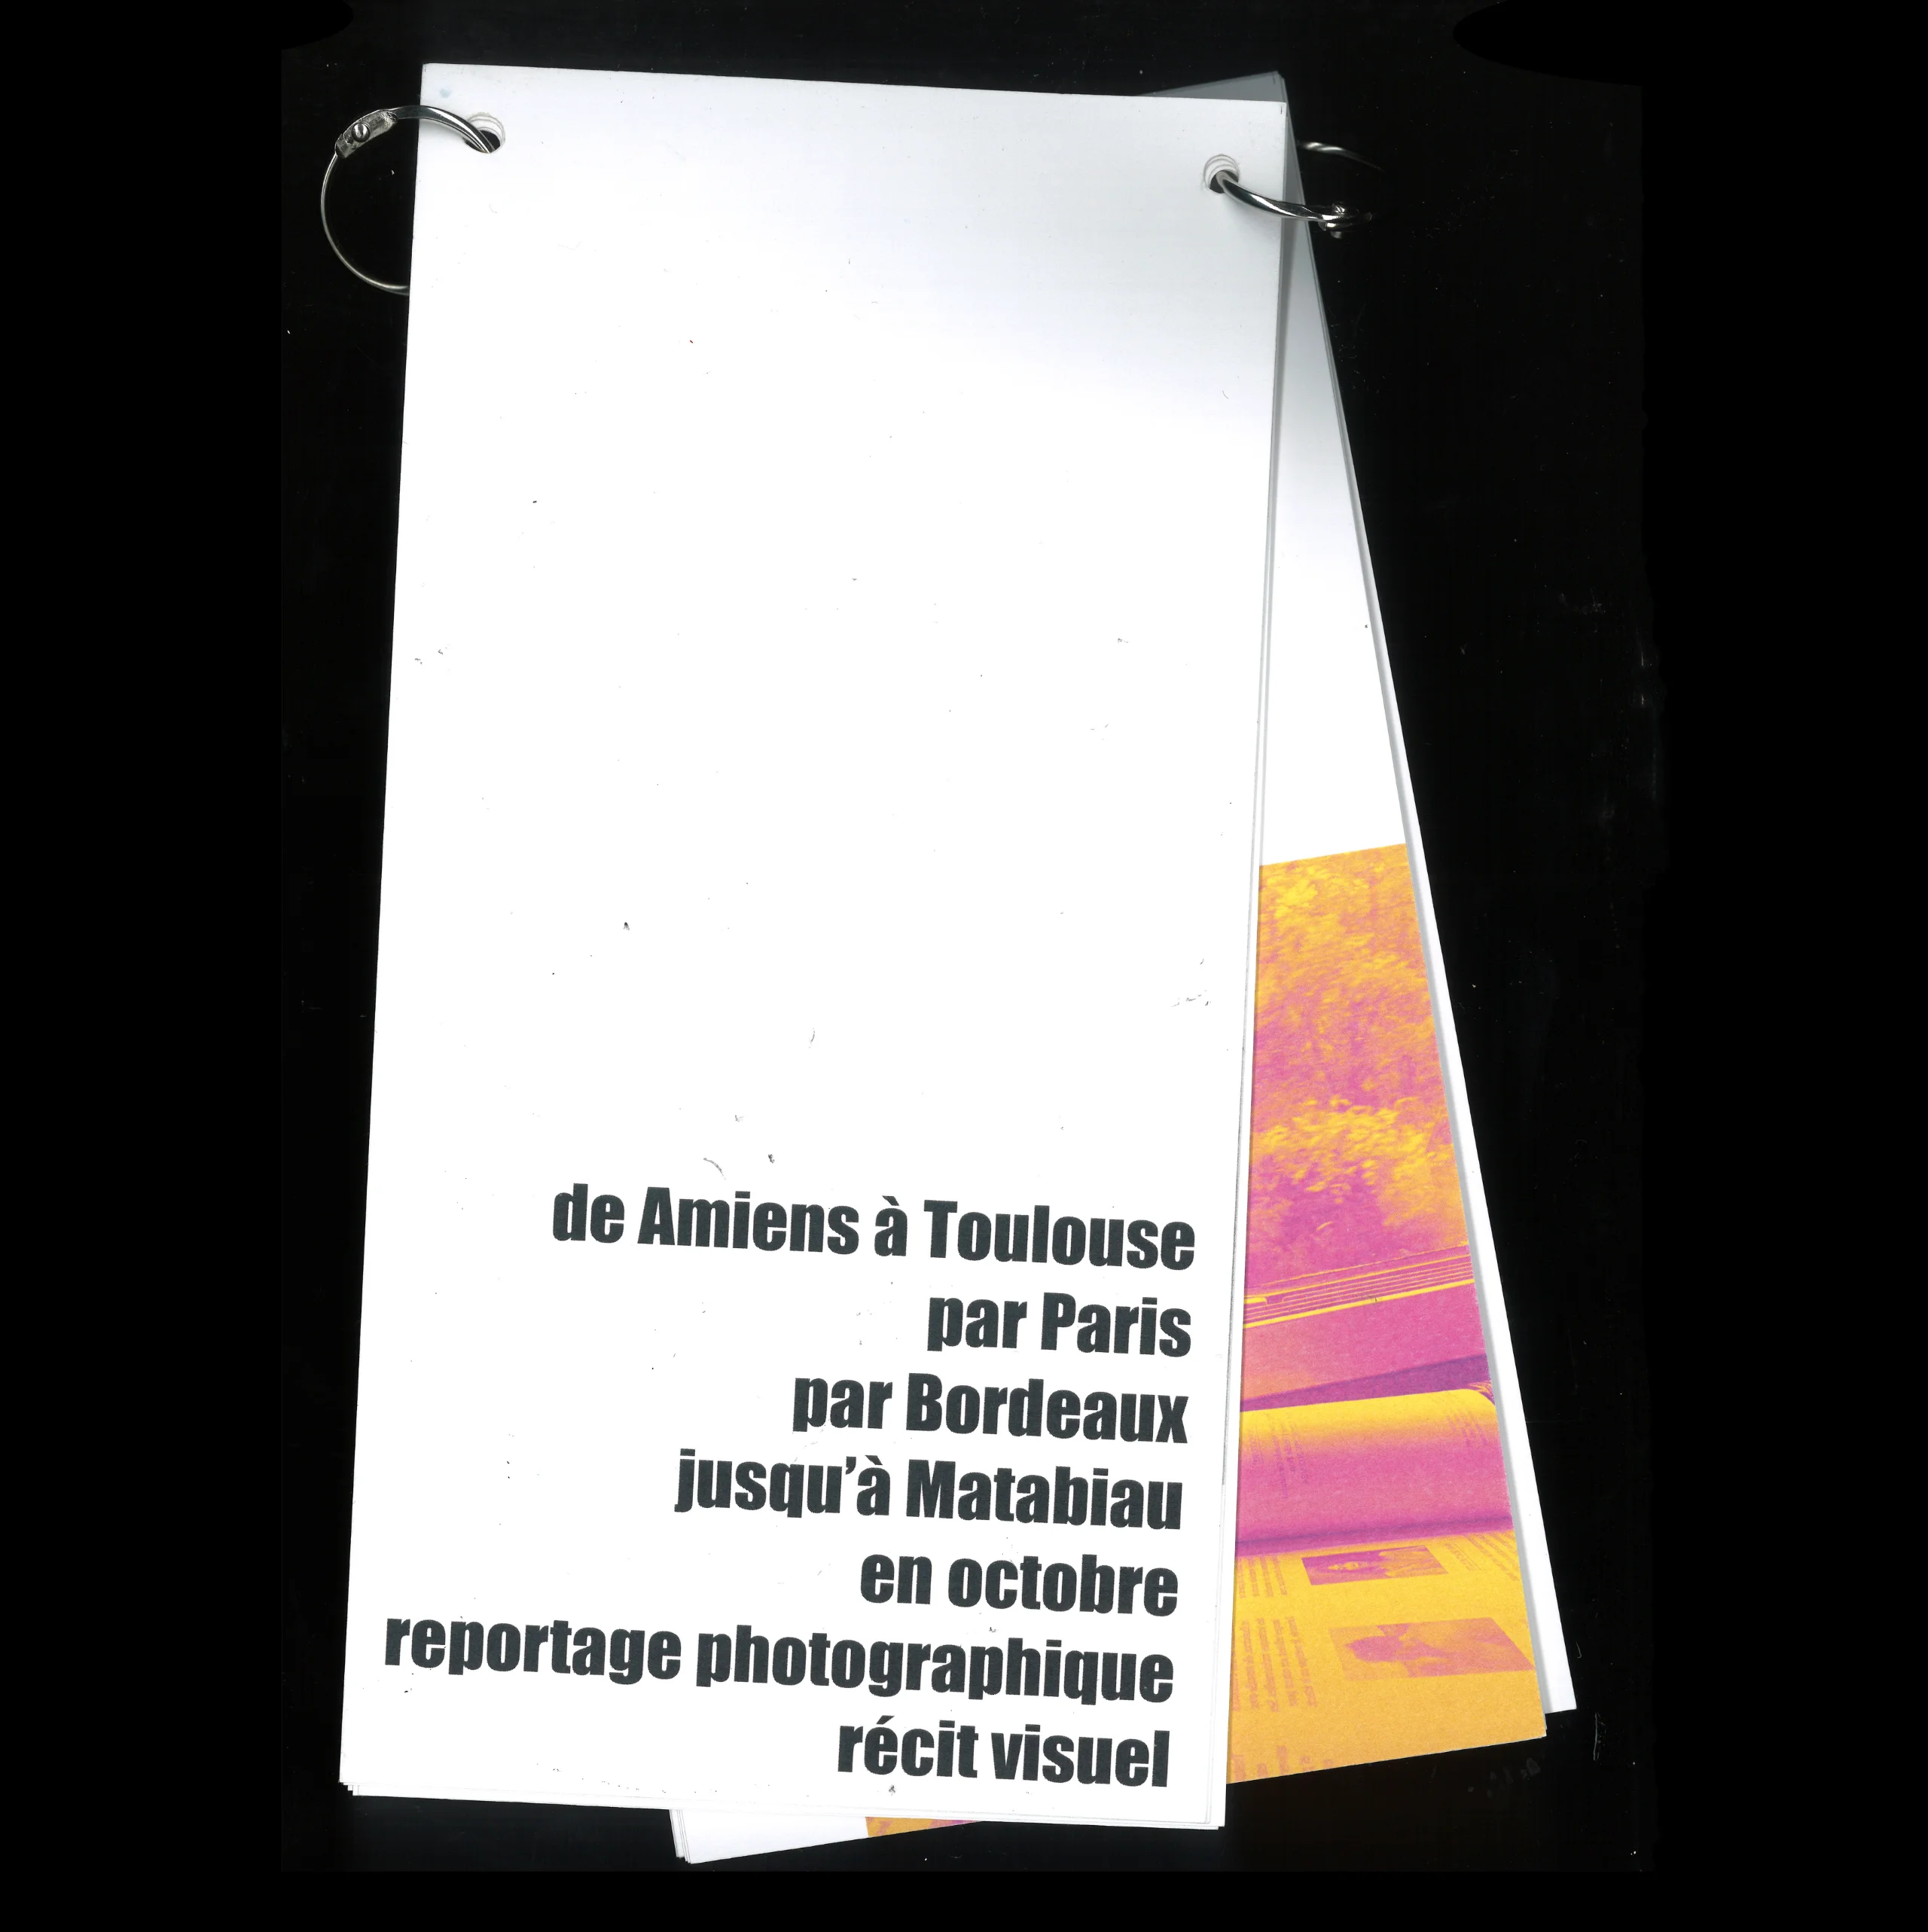 de Amiens à Toulouse
par Paris
par Bordeaux
jusqu’à Matabiau
en octobre
reportage photographique
récit visuel